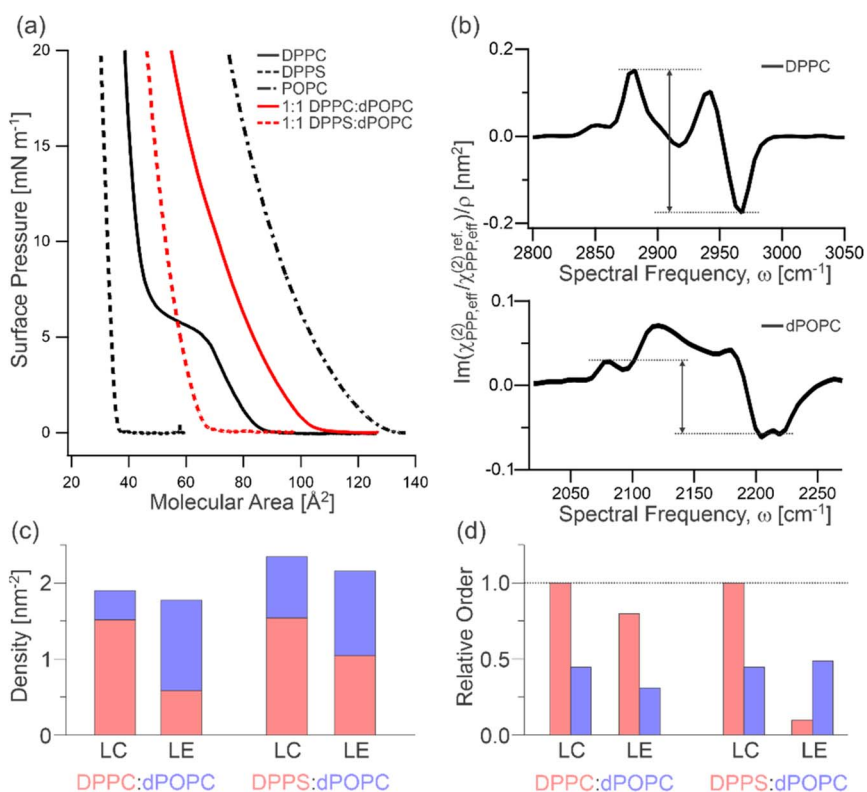 (a)
20
15
10
5
0
Surface Pressure [mN m⁻¹]
20 40 60 80 100 120 140
Molecular Area [Å²]
DPPC
DPPS
POPC
1:1 DPPC:dPOPC
1:1 DPPS:dPOPC
(b)
Im(χ(2)PPP,eff/χ(2) ref.PPP,eff)/ρ [nm²]
0.2
0.0
-0.2
DPPC
2800 2850 2900 2950 3000 3050
Spectral Frequency, ω [cm⁻¹]
0.1
0.0
-0.1
dPOPC
2050 2100 2150 2200 2250
Spectral Frequency, ω [cm⁻¹]
(c)
Density [nm⁻²]
2
1
0
LC LE LC LE
DPPC:dPOPC DPPS:dPOPC
(d)
Relative Order
1.0
0.5
0.0
LC LE LC LE
DPPC:dPOPC DPPS:dPOPC